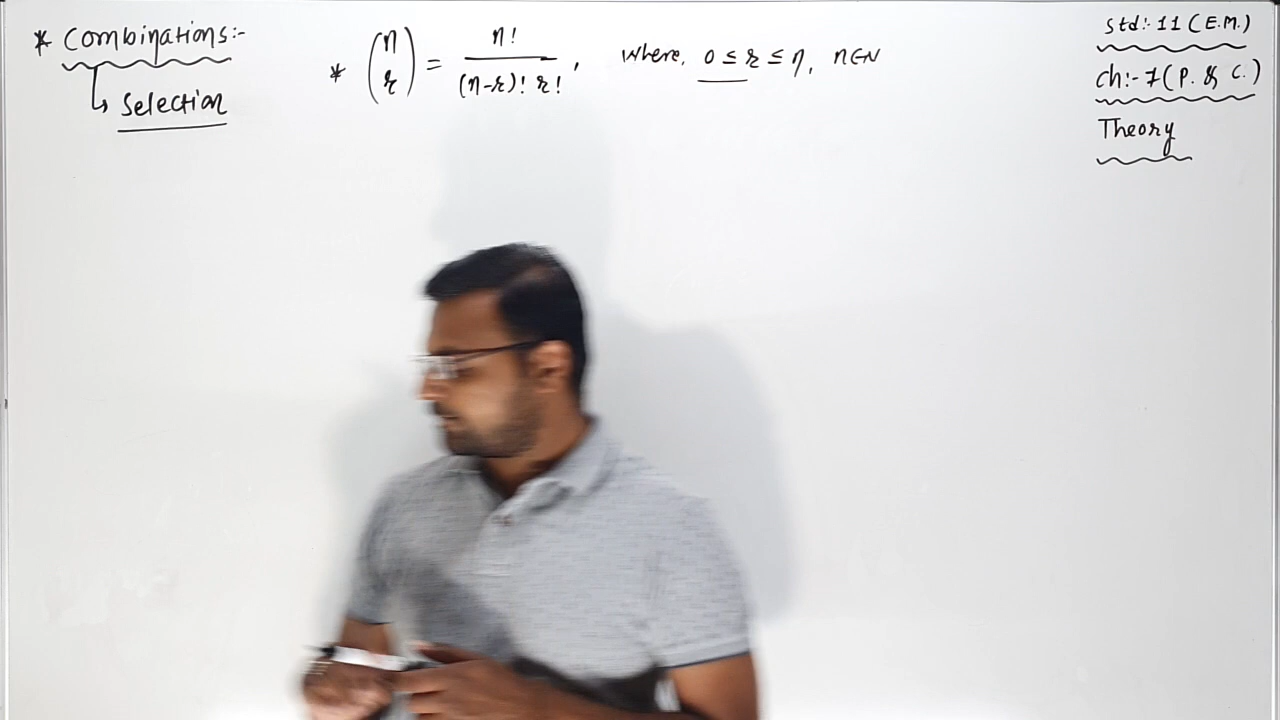 * Combinations:-
↳ Selection
* (n r) = n! / (n-r)! r! , where, 0 ≤ r ≤ n, n∈N
Std:- 11 (E.M.)
Ch:- 7 (P. & C.)
Theory